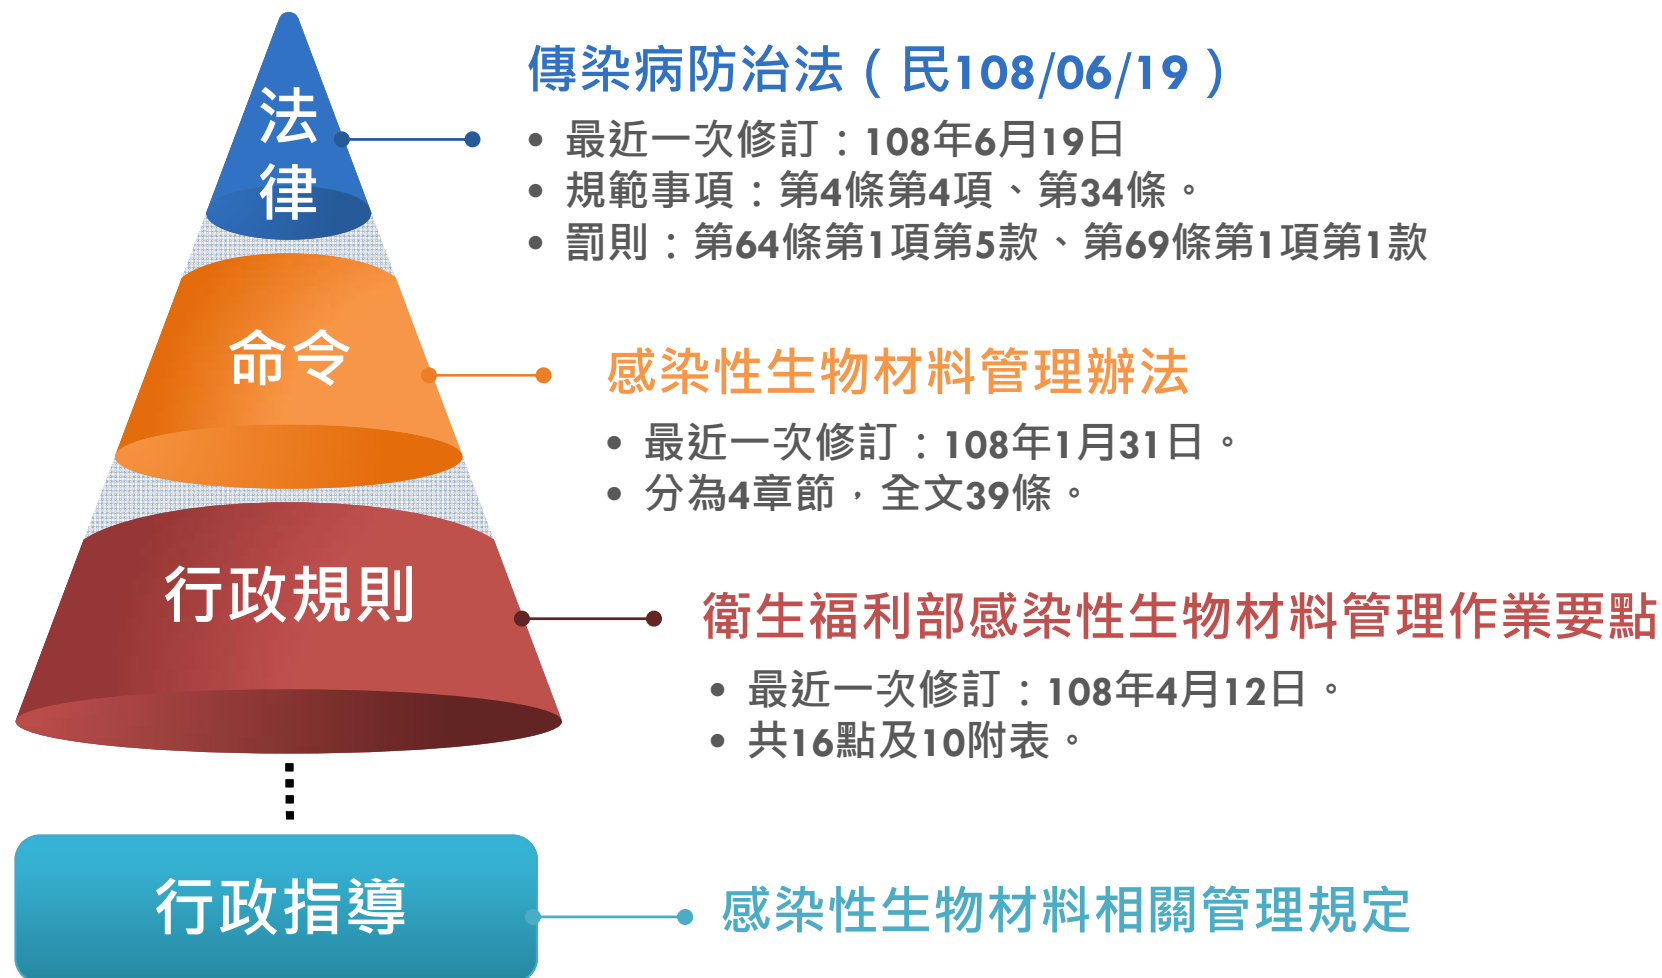 法
律
傳染病防治法（民108/06/19）
• 最近一次修訂：108年6月19日
• 規範事項：第4條第4項、第34條。
• 罰則：第64條第1項第5款、第69條第1項第1款
命令
感染性生物材料管理辦法
• 最近一次修訂：108年1月31日。
• 分為4章節，全文39條。
行政規則
衛生福利部感染性生物材料管理作業要點
• 最近一次修訂：108年4月12日。
• 共16點及10附表。
行政指導
感染性生物材料相關管理規定